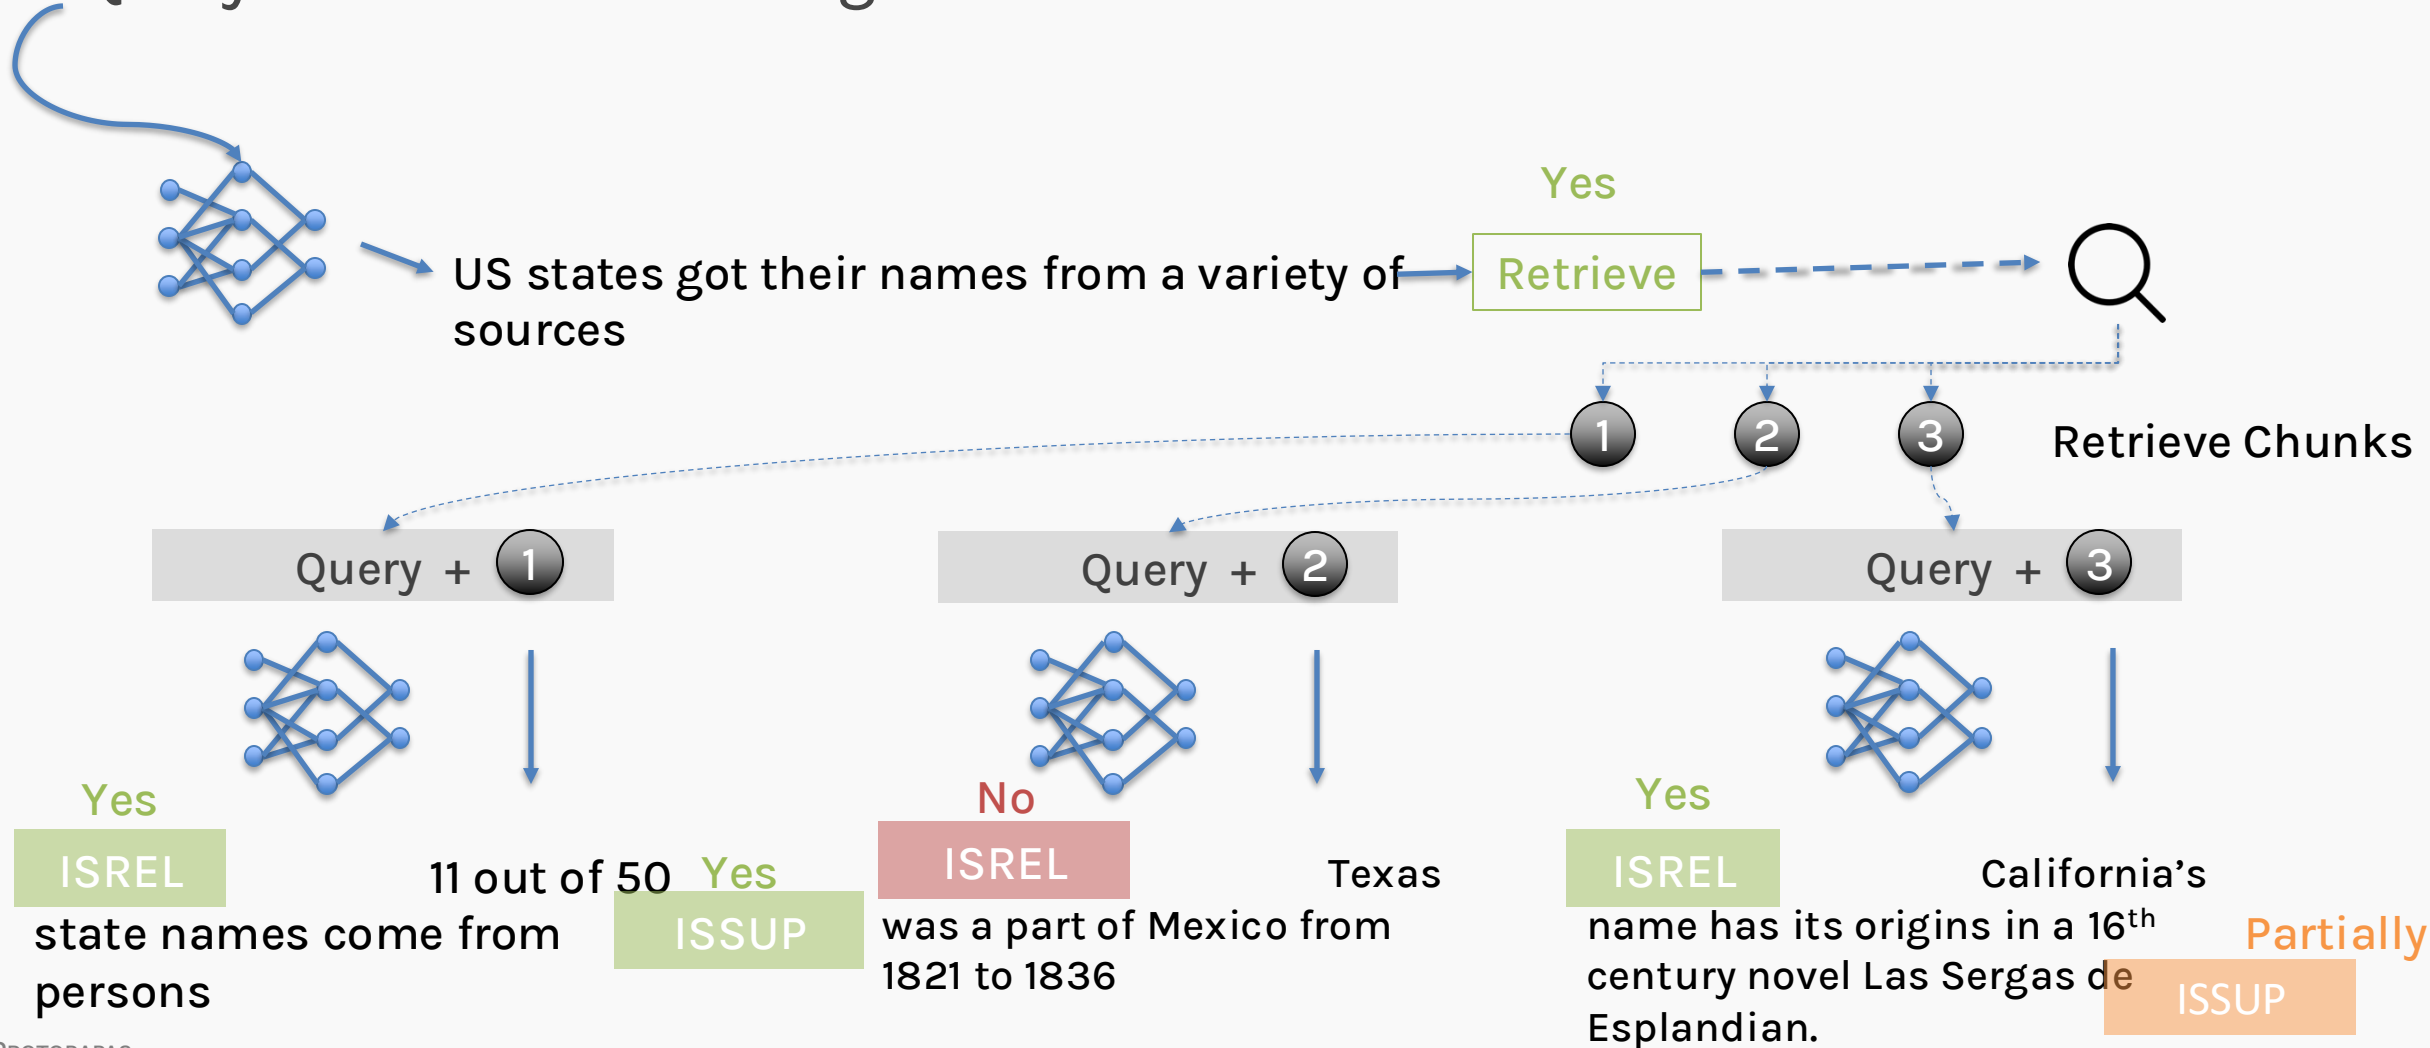 Yes
US states got their names from a variety of
sources
Retrieve
1 2 3 Retrieve Chunks
Query + 1
Query + 2
Query + 3
Yes
ISREL
11 out of 50
state names come from
persons
Yes
ISSUP
No
ISREL
Texas
was a part of Mexico from
1821 to 1836
Yes
ISREL
California’s
name has its origins in a 16th
century novel Las Sergas de
Esplandian.
Partially
ISSUP